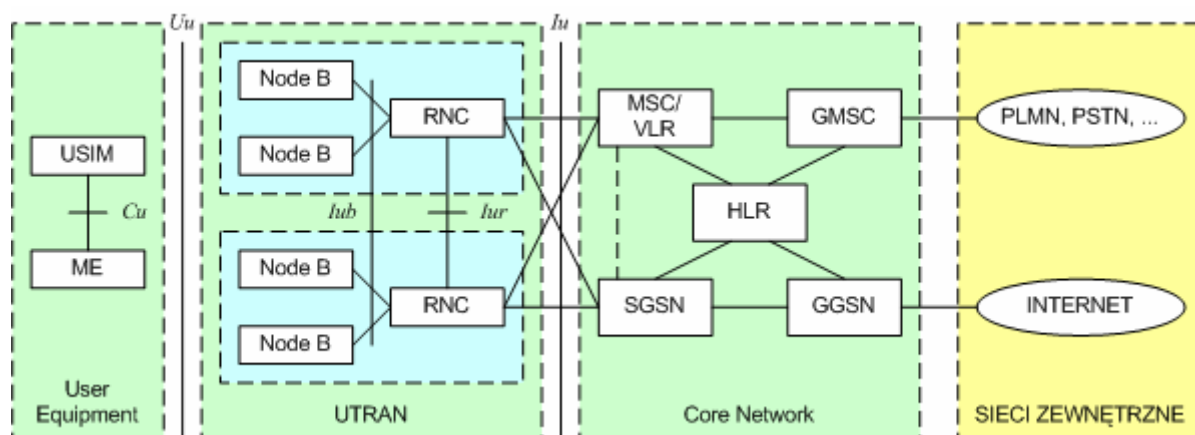 Uu
Iu
Node B
Node B
RNC
USIM
Cu
ME
Iub
Iur
Node B
Node B
RNC
MSC/
VLR
GMSC
HLR
SGSN
GGSN
PLMN, PSTN, ...
INTERNET
User
Equipment
UTRAN
Core Network
SIECI ZEWNĘTRZNE